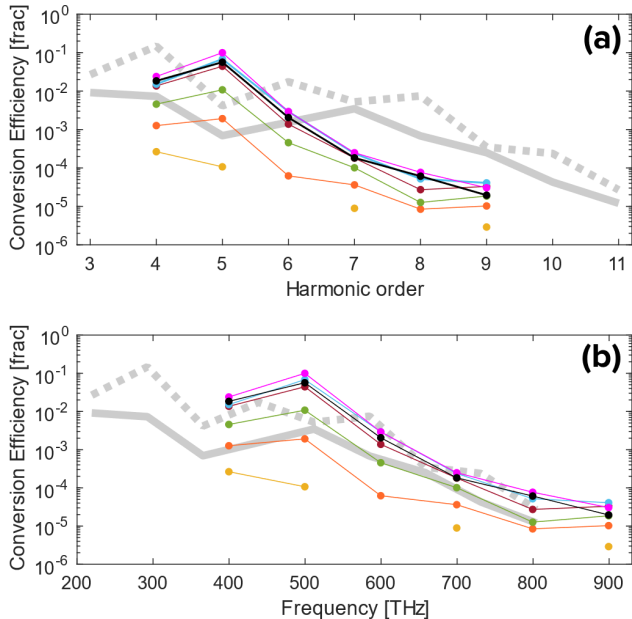 (a)
Conversion Efficiency [frac]
10^0
10^-1
10^-2
10^-3
10^-4
10^-5
10^-6
3 4 5 6 7 8 9 10 11
Harmonic order
(b)
Conversion Efficiency [frac]
10^0
10^-1
10^-2
10^-3
10^-4
10^-5
10^-6
200 300 400 500 600 700 800 900
Frequency [THz]